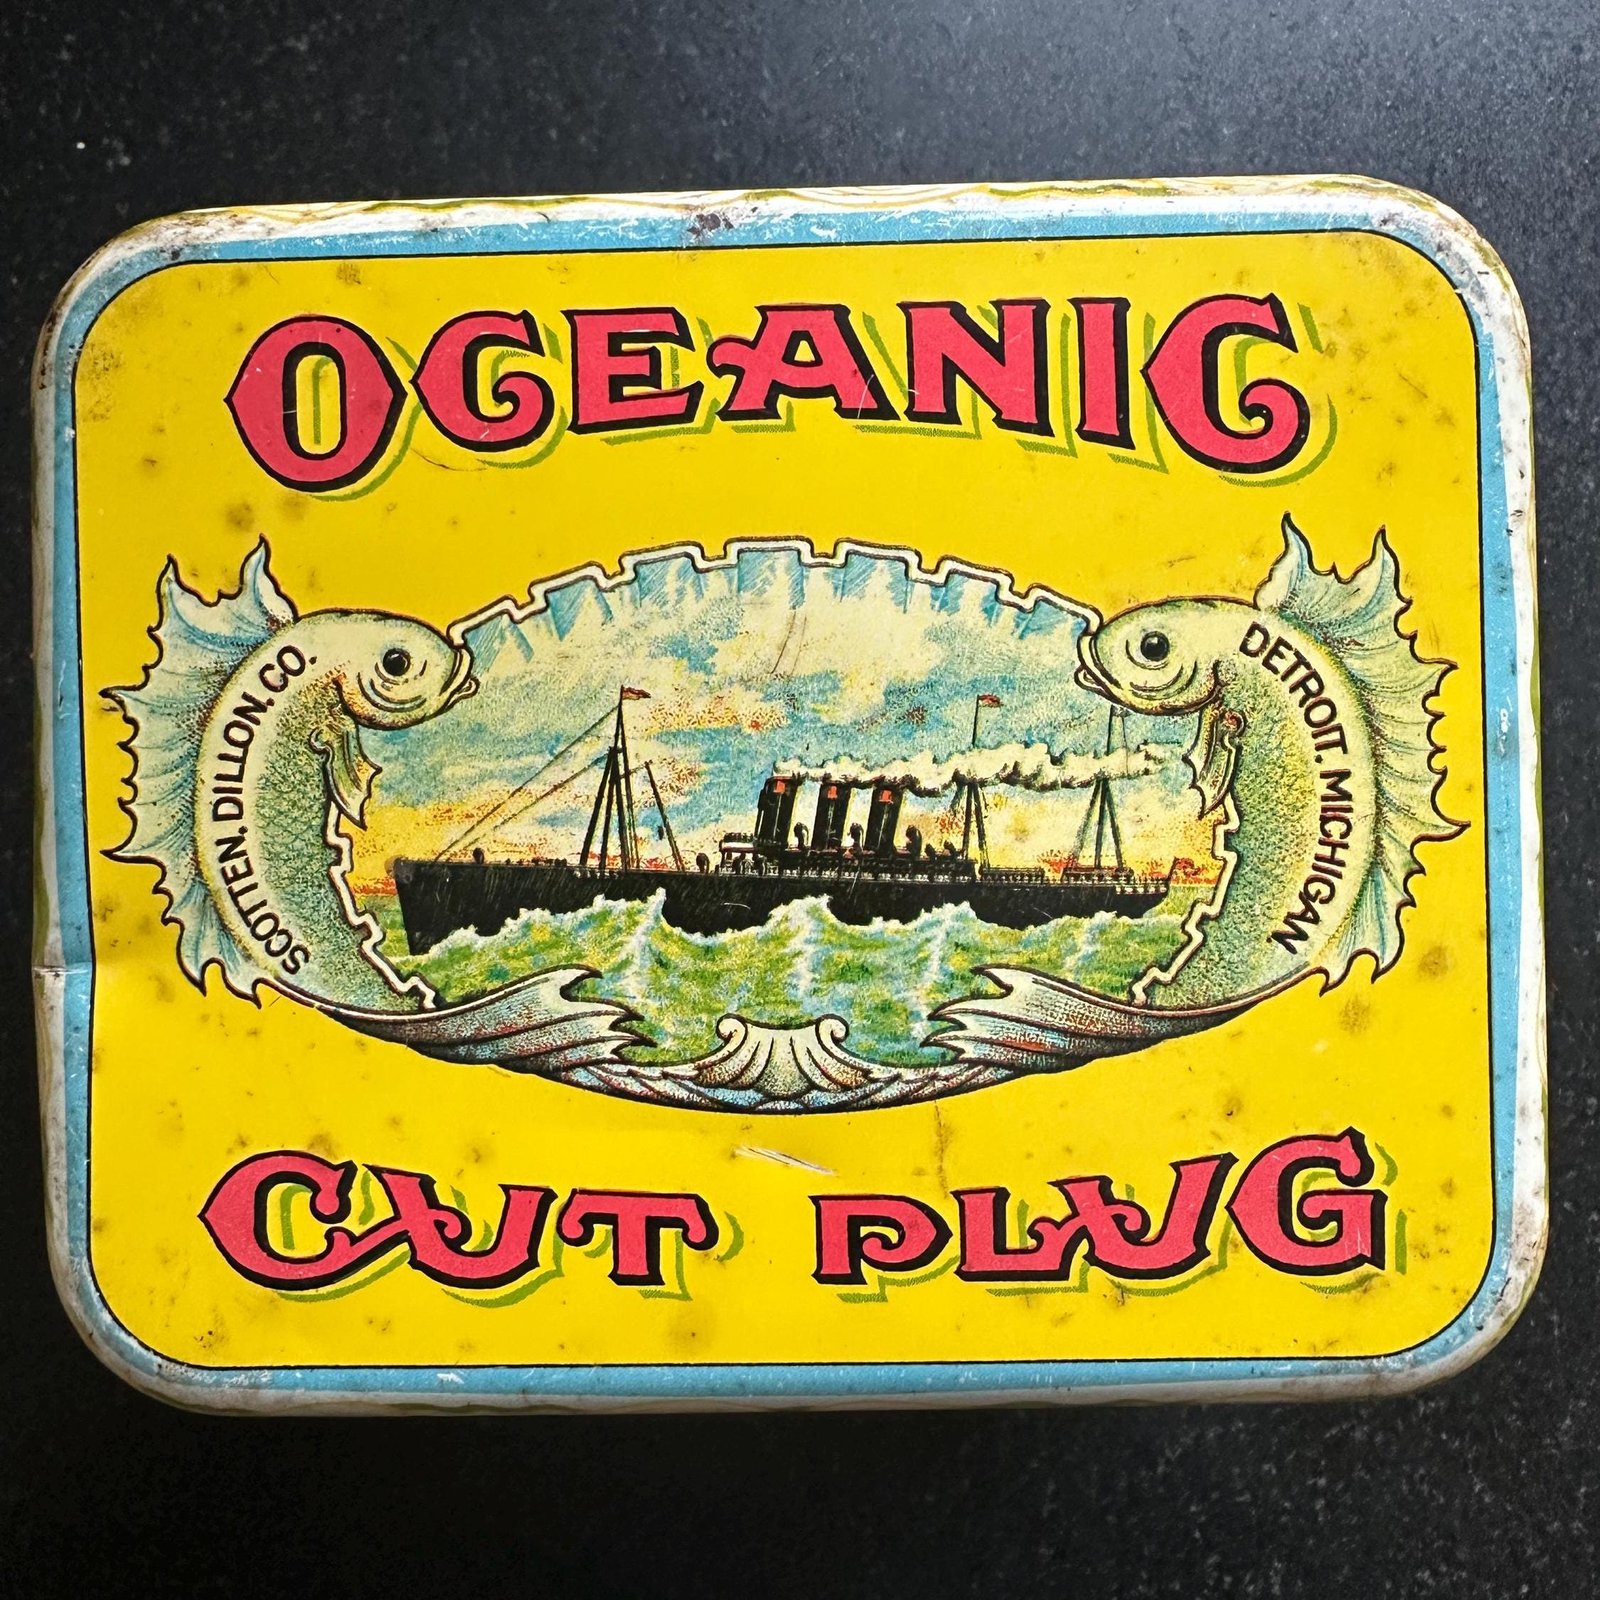 OCEANIC
SCOTTEN. DILLON. CO.
DETROIT. MICHIGAN
CUT PLUG